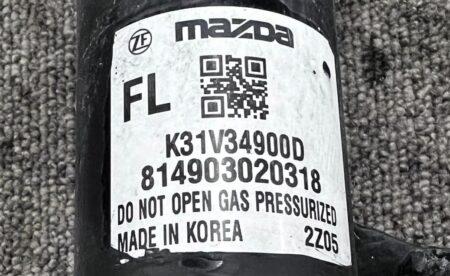 ZF mazda
FL
K31V34900D
814903020318
DO NOT OPEN GAS PRESSURIZED
MADE IN KOREA 2Z05